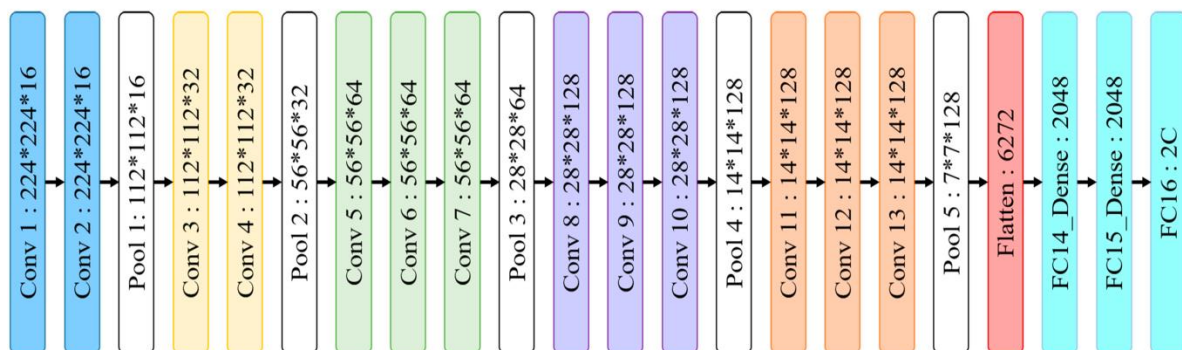 Conv 1 : 224*224*16
Conv 2 : 224*224*16
Pool 1: 112*112*16
Conv 3 : 112*112*32
Conv 4 : 112*112*32
Pool 2 : 56*56*32
Conv 5 : 56*56*64
Conv 6 : 56*56*64
Conv 7 : 56*56*64
Pool 3 : 28*28*64
Conv 8 : 28*28*128
Conv 9 : 28*28*128
Conv 10 : 28*28*128
Pool 4 : 14*14*128
Conv 11 : 14*14*128
Conv 12 : 14*14*128
Conv 13 : 14*14*128
Pool 5 : 7*7*128
Flatten : 6272
FC14_Dense : 2048
FC15_Dense : 2048
FC16 : 2C